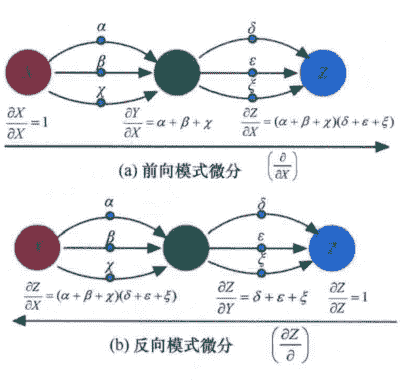 α δ
β ε Z
χ ξ
∂X/∂X = 1 ∂Y/∂X = α + β + χ ∂Z/∂X = (α + β + χ)(δ + ε + ξ)
(a) 前向模式微分 (∂/∂X)
α δ
β ε Z
χ ξ
∂Z/∂X = (α + β + χ)(δ + ε + ξ) ∂Z/∂Y = δ + ε + ξ ∂Z/∂Z = 1
(b) 反向模式微分 (∂Z/∂)